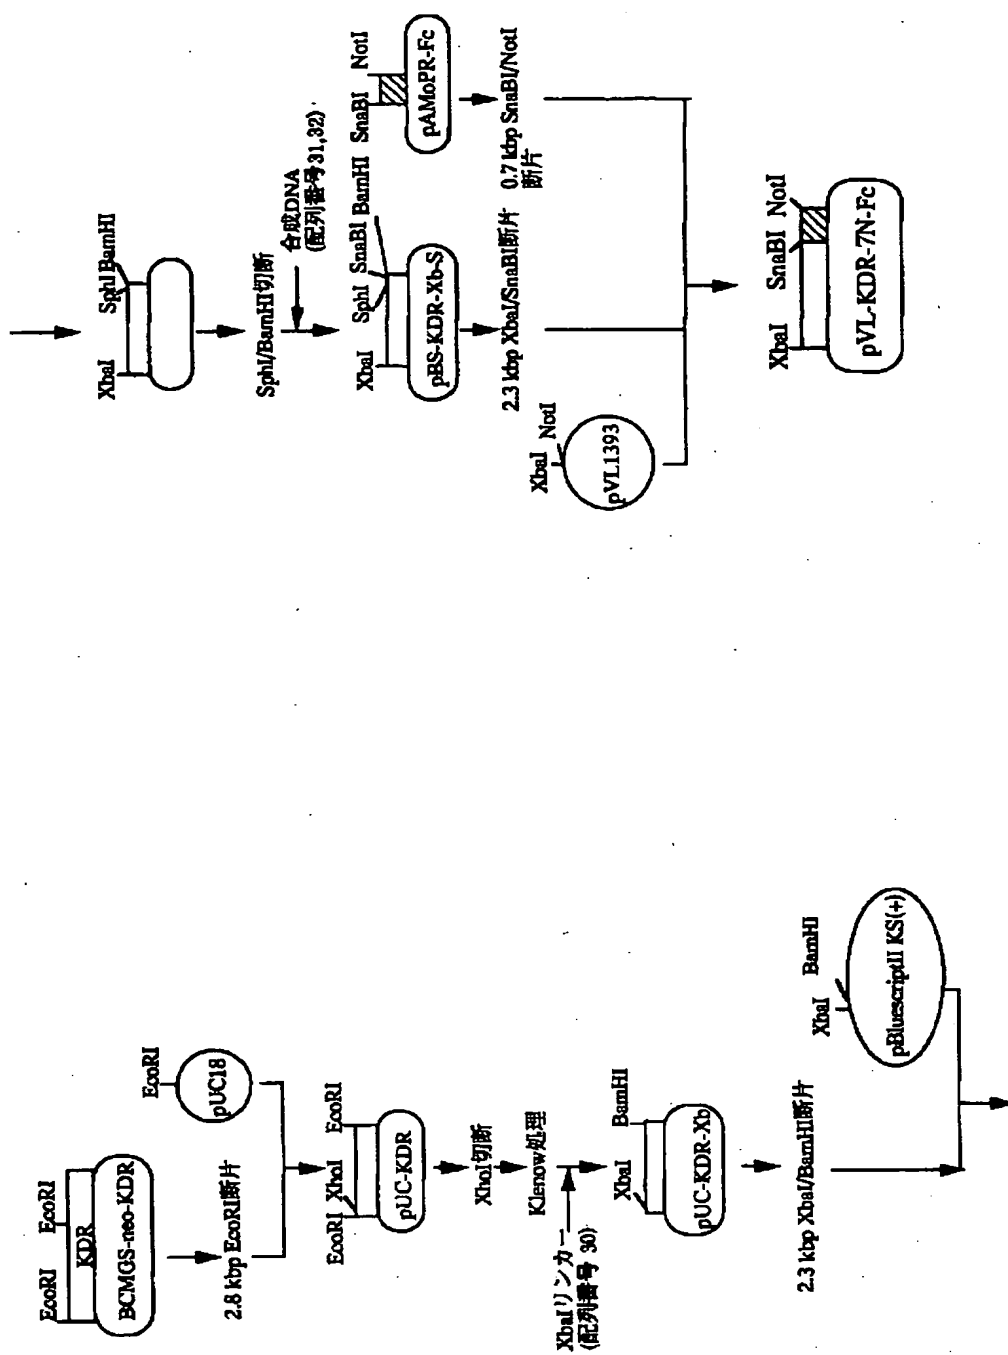 EcoRI
EcoRI
KDR
BCMGS-neo-KDR
2.8 kbp EcoRI断片
EcoRI
pUC18
EcoRI
XhoI
EcoRI
pUC-KDR
XhoI切断
Klenow処理
XbaIリンカー
(配列番号 30)
XbaI
BamHI
pUC-KDR-Xb
2.3 kbp XbaI/BamHI断片
XbaI
BamHI
pBluescriptII KS(+)
XbaI
SphI
BamHI
SphI/BamHI切断
合成DNA
(配列番号31,32)
XbaI
SphI
SnaBI
BamHI
pBS-KDR-Xb-S
SnaBI
NotI
pAMoPR-Fc
2.3 kbp XbaI/SnaBI断片
0.7 kbp SnaBI/NotI
断片
XbaI
NotI
pVL1393
XbaI
SnaBI
NotI
pVL-KDR-7N-Fc